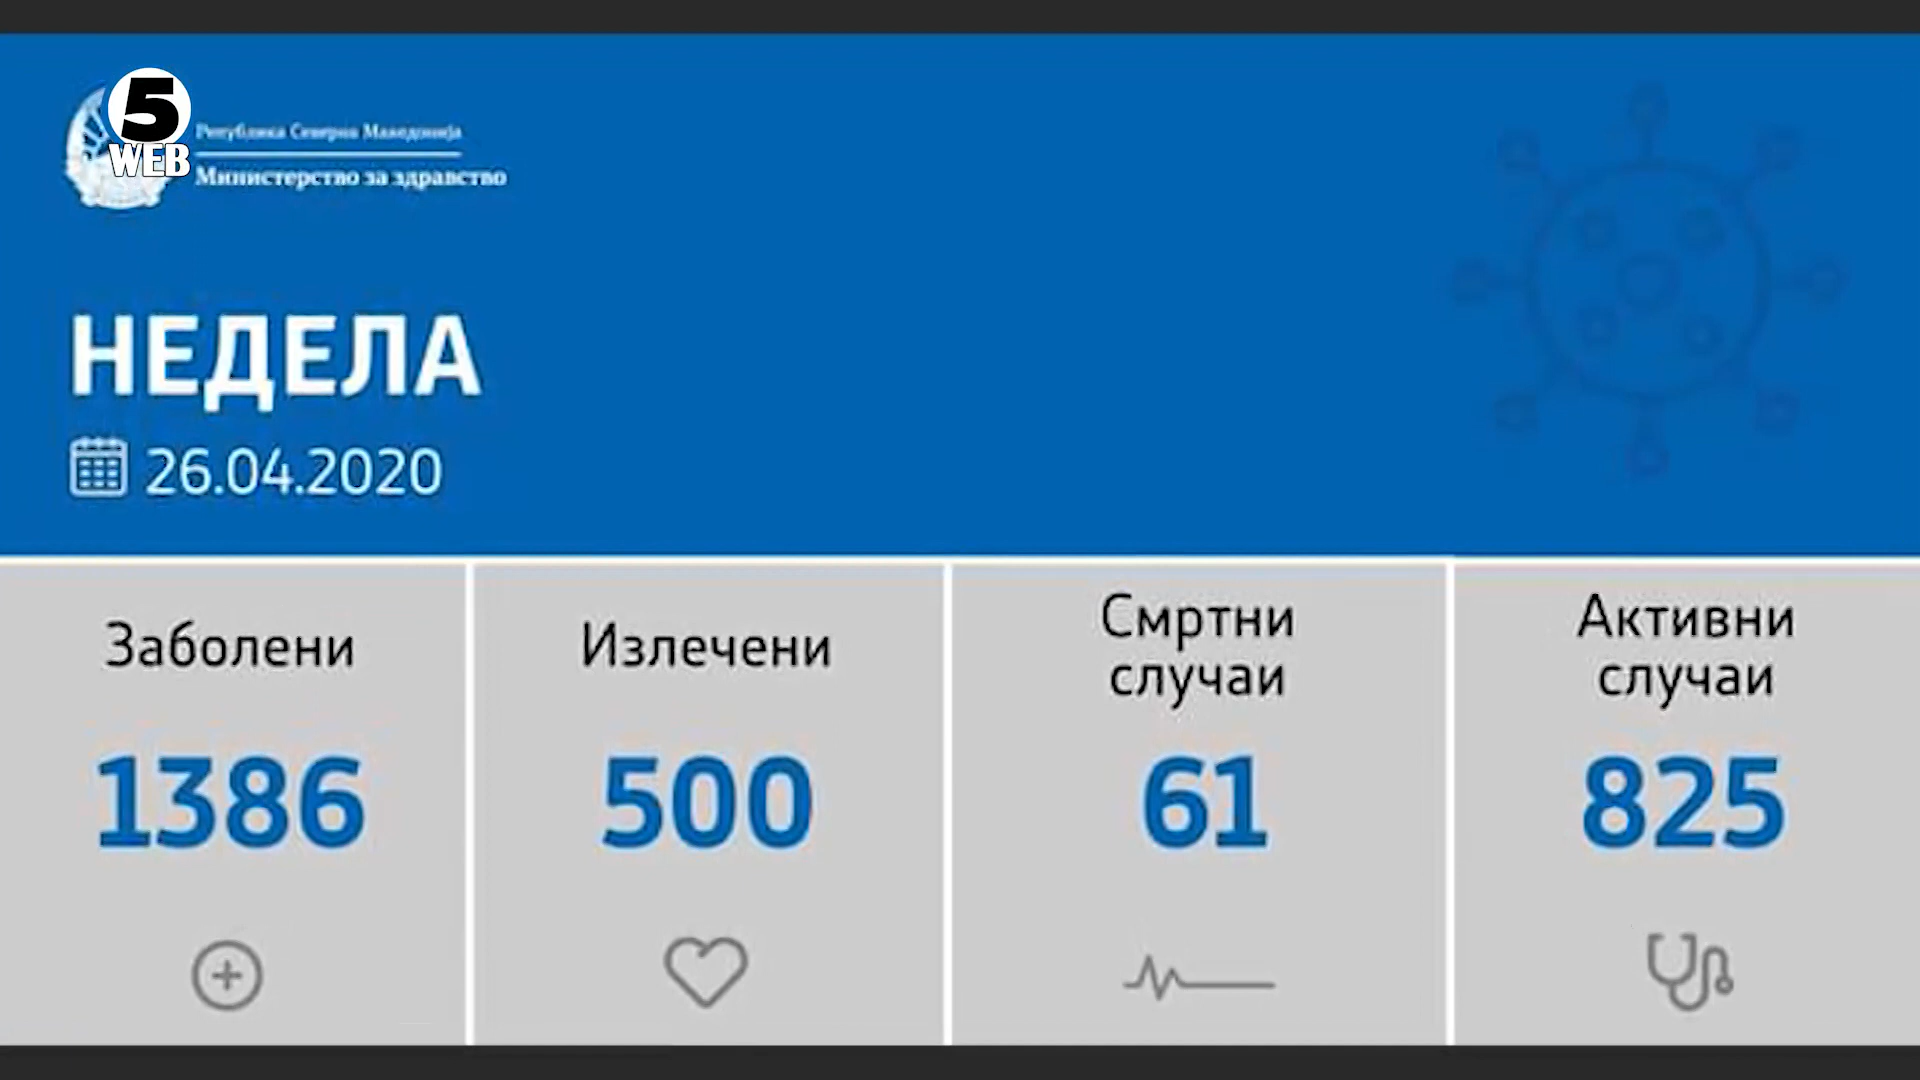 5
WEB
Република Северна Македонија
Министерство за здравство
НЕДЕЛА
26.04.2020
Заболени
1386
Излечени
500
Смртни
случаи
61
Активни
случаи
825